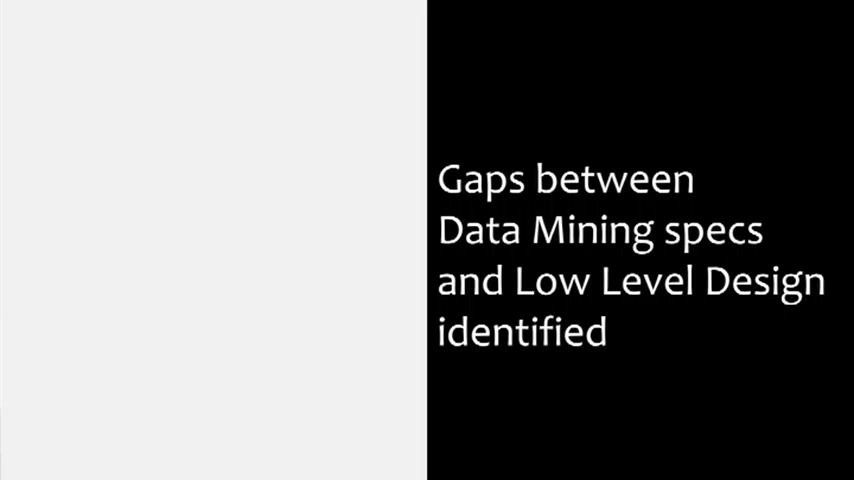 Gaps between
Data Mining specs
and Low Level Design
identified